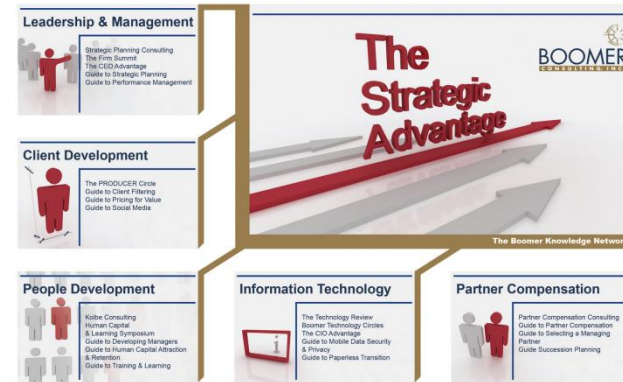 Leadership & Management
Strategic Planning Consulting
The Firm Summit
The CEO Advantage
Guide to Strategic Planning
Guide to Performance Management
The
Strategic
Advantage
BOOMER
CONSULTING INC
The Boomer Knowledge Networ
Client Development
The PRODUCER Circle
Guide to Client Filtering
Guide to Pricing for Value
Guide to Social Media
People Development
Kolbe Consulting
Human Capital
& Learning Symposium
Guide to Developing Managers
Guide to Human Capital Attraction
& Retention
Guide to Training & Learning
Information Technology
i
The Technology Review
Boomer Technology Circles
The CIO Advantage
Guide to Mobile Data Security
& Privacy
Guide to Paperless Transition
Partner Compensation
Partner Compensation Consulting
Guide to Partner Compensation
Guide to Selecting a Managing
Partner
Guide Succession Planning